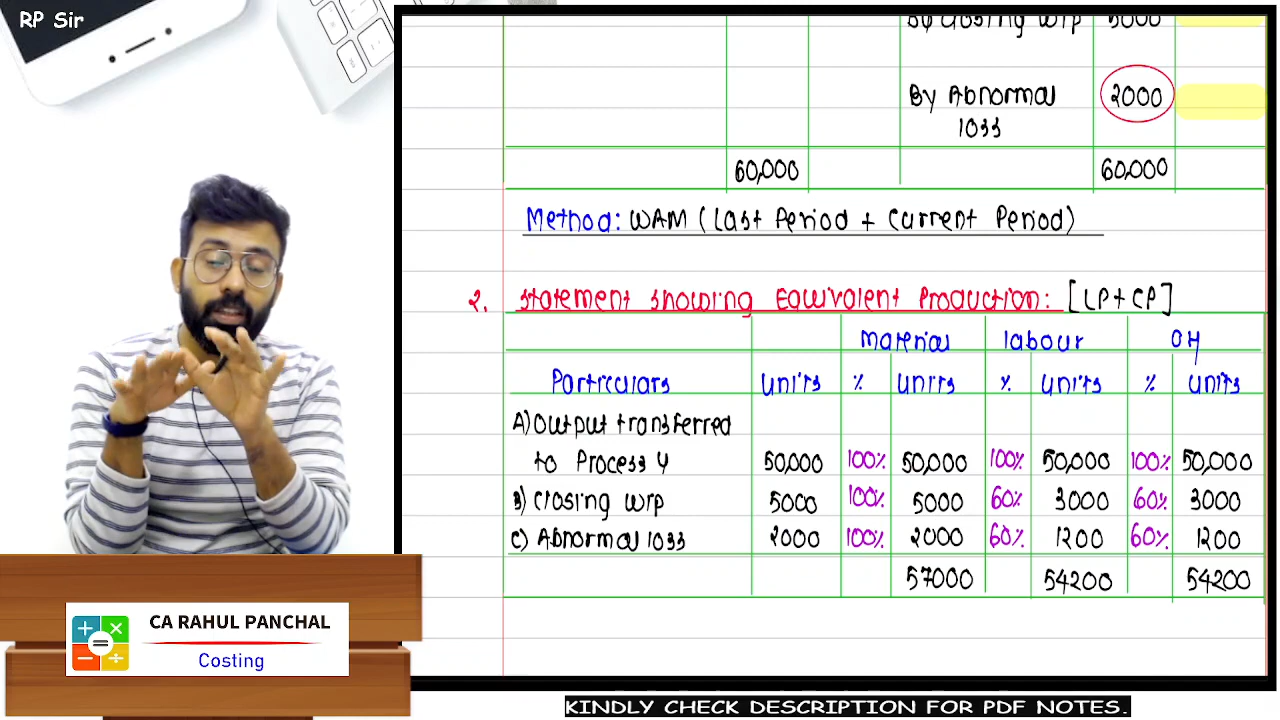 RP Sir
By Closing WIP 5000
By Abnormal 2000
loss
60,000 60,000
Method: WAM (Last Period + Current Period)
2. Statement Showing Equivalent Production: [LP + CP]
Material Labour OH
Particulars Units % Units % Units % Units
A) Output transferred
to Process Y 50,000 100% 50,000 100% 50,000 100% 50,000
B) Closing WIP 5000 100% 5000 60% 3000 60% 3000
C) Abnormal loss 2000 100% 2000 60% 1200 60% 1200
57000 54200 54200
CA RAHUL PANCHAL
Costing
KINDLY CHECK DESCRIPTION FOR PDF NOTES.